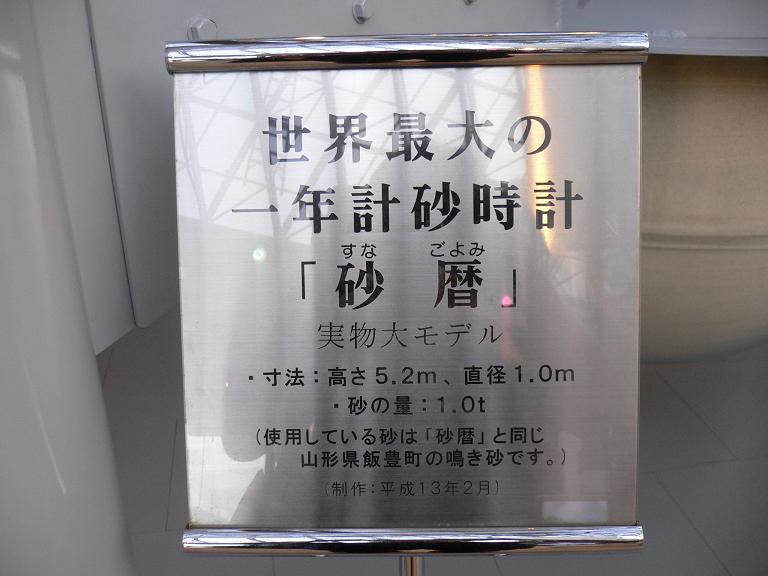 世界最大の
一年計砂時計
すな ごよみ
「砂 暦」
実物大モデル
・寸法：高さ5.2m、直径1.0m
・砂の量：1.0t
（使用している砂は「砂暦」と同じ
山形県飯豊町の鳴き砂です。）
（制作：平成13年2月）